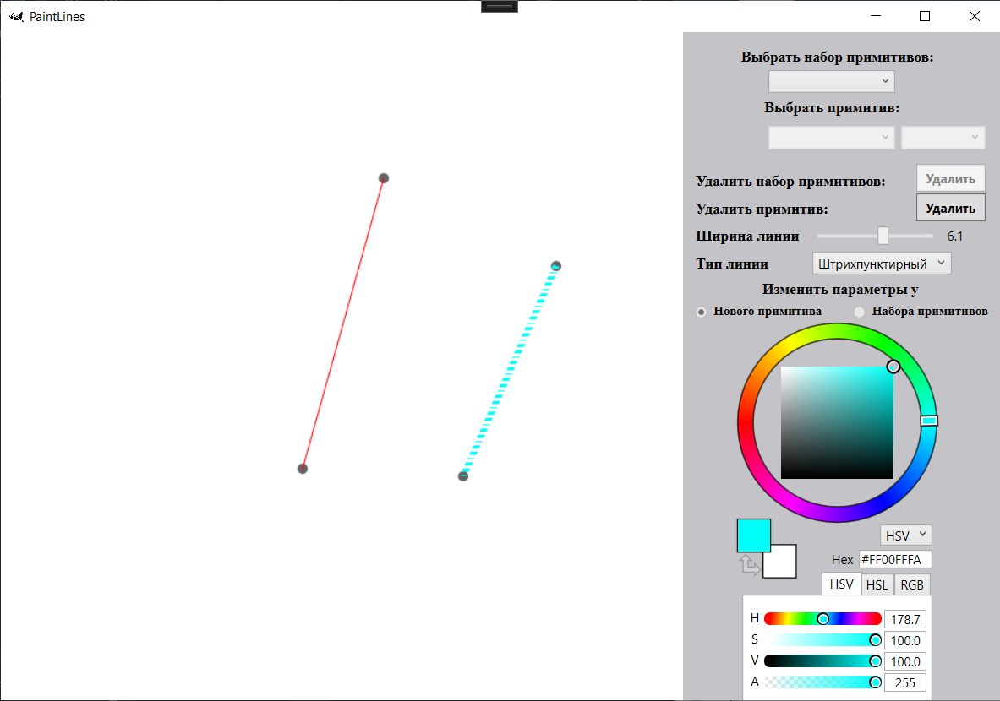 PaintLines
Выбрать набор примитивов:
Выбрать примитив:
Удалить набор примитивов: Удалить
Удалить примитив: Удалить
Ширина линии 6.1
Тип линии Штрихпунктирный
Изменить параметры у
Нового примитива Набора примитивов
HSV
Hex #FF00FFFA
HSV HSL RGB
H 178.7
S 100.0
V 100.0
A 255